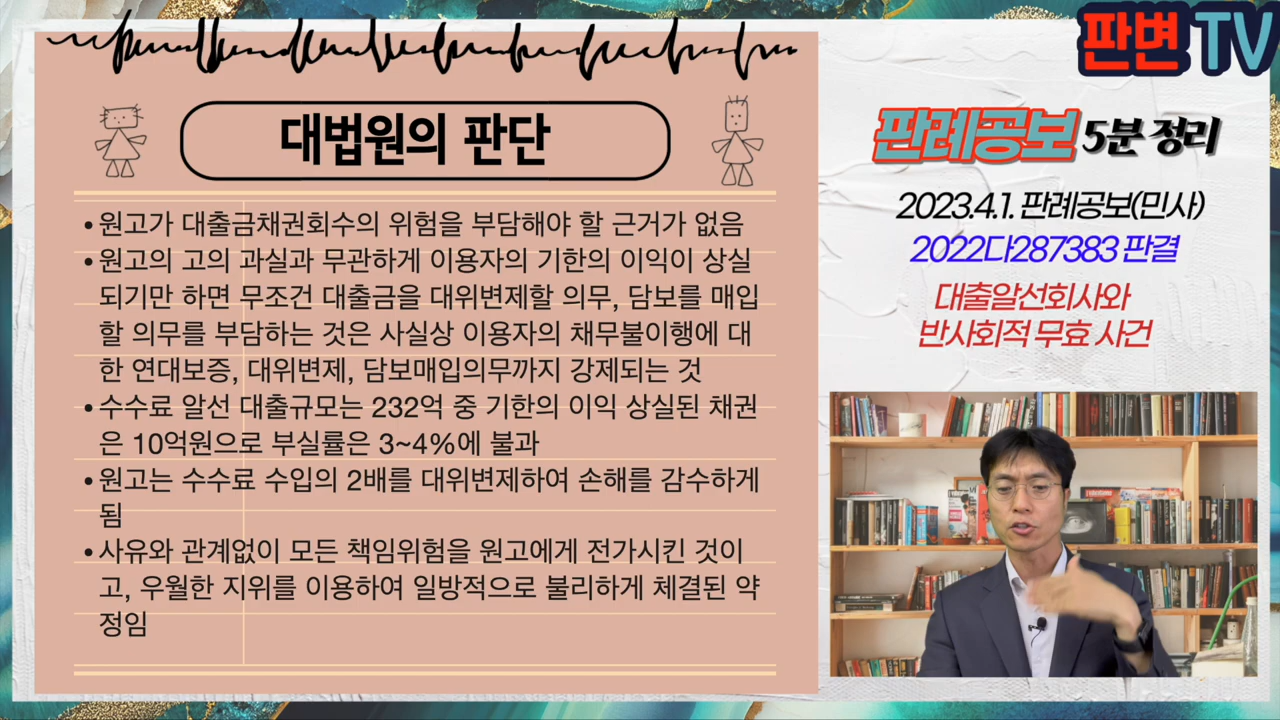 판변 TV
대법원의 판단
• 원고가 대출금채권회수의 위험을 부담해야 할 근거가 없음
• 원고의 고의 과실과 무관하게 이용자의 기한의 이익이 상실
되기만 하면 무조건 대출금을 대위변제할 의무, 담보를 매입
할 의무를 부담하는 것은 사실상 이용자의 채무불이행에 대
한 연대보증, 대위변제, 담보매입의무까지 강제되는 것
• 수수료 알선 대출규모는 232억 중 기한의 이익 상실된 채권
은 10억원으로 부실률은 3~4%에 불과
• 원고는 수수료 수입의 2배를 대위변제하여 손해를 감수하게
됨
• 사유와 관계없이 모든 책임위험을 원고에게 전가시킨 것이
고, 우월한 지위를 이용하여 일방적으로 불리하게 체결된 약
정임
판례공보 5분 정리
2023.4.1. 판례공보(민사)
2022다287383 판결
대출알선회사와
반사회적 무효 사건